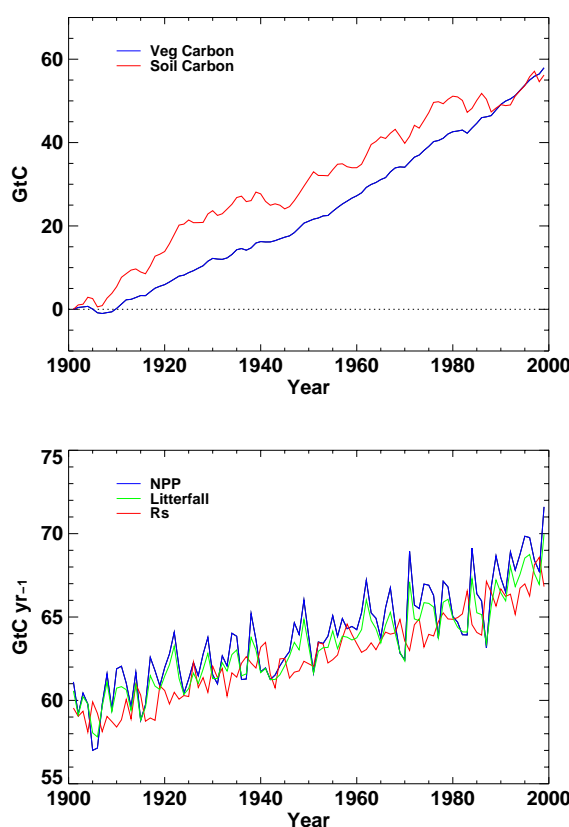 Veg Carbon
Soil Carbon
60
40
20
0
GtC
1900 1920 1940 1960 1980 2000
Year
75
NPP
Litterfall
Rs
70
65
60
55
GtC yr−1
1900 1920 1940 1960 1980 2000
Year